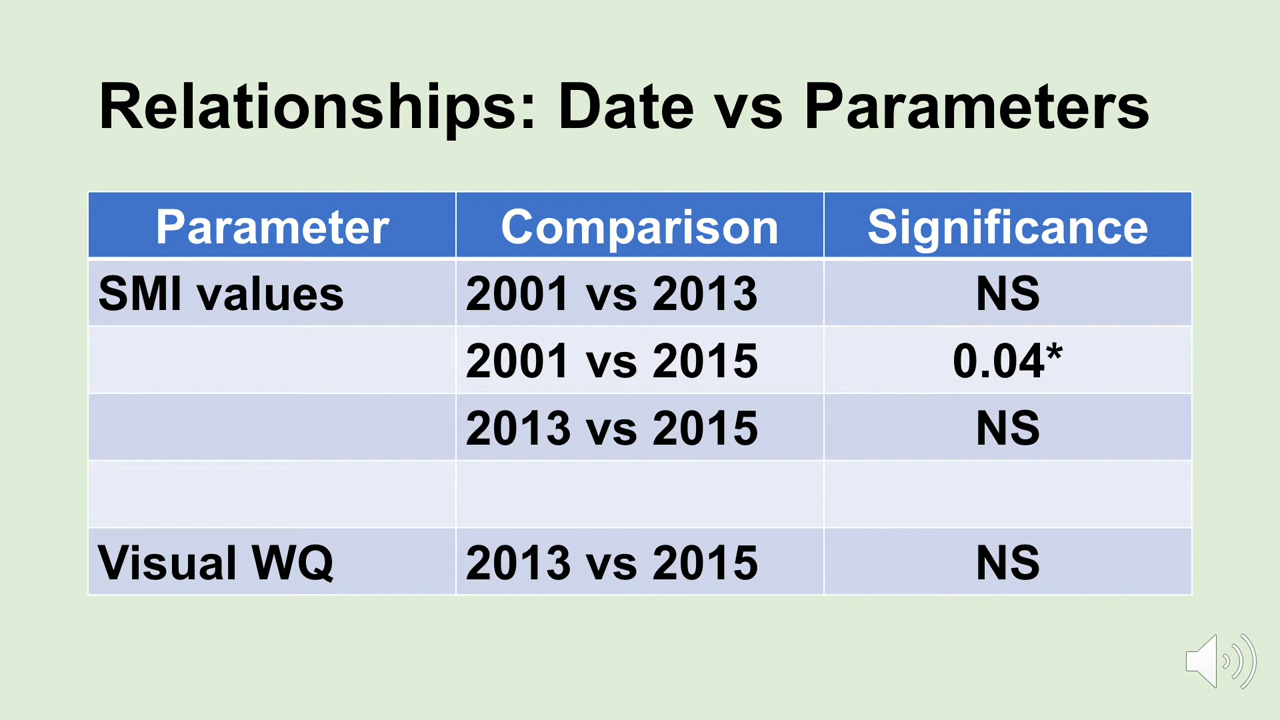 Relationships: Date vs Parameters
Parameter Comparison Significance
SMI values 2001 vs 2013 NS
2001 vs 2015 0.04*
2013 vs 2015 NS
Visual WQ 2013 vs 2015 NS